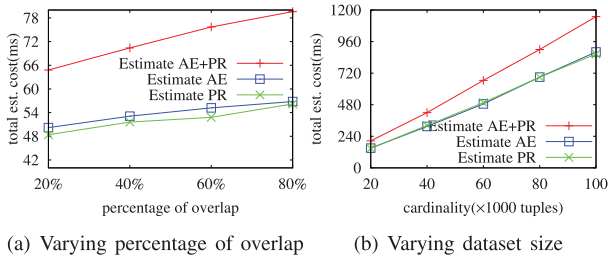 total est. cost(ms)
78
72
66
60
54
48
42
Estimate AE+PR
Estimate AE
Estimate PR
20% 40% 60% 80%
percentage of overlap
(a) Varying percentage of overlap
total est. cost(ms)
1200
960
720
480
240
0
Estimate AE+PR
Estimate AE
Estimate PR
20 40 60 80 100
cardinality(×1000 tuples)
(b) Varying dataset size